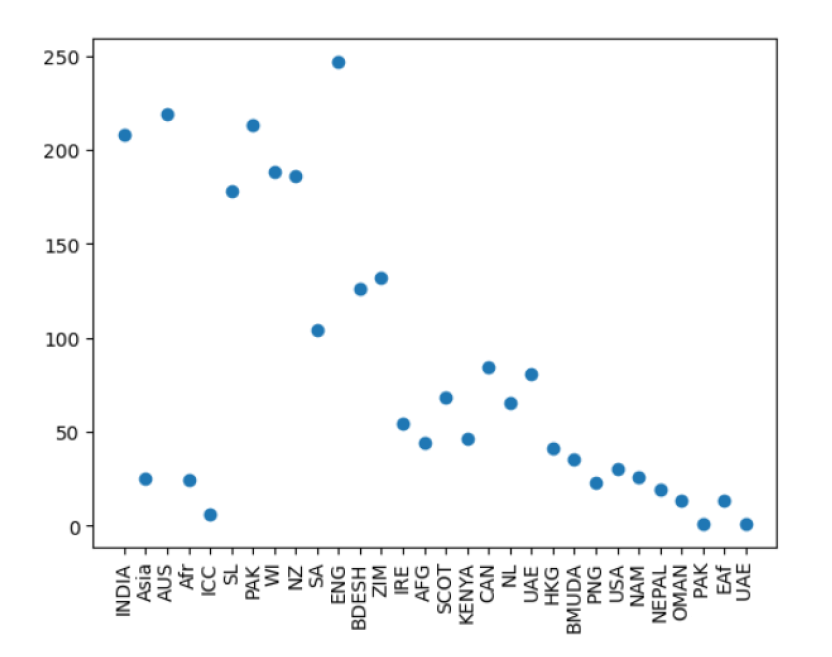 250
200
150
100
50
0
INDIA
Asia
AUS
Afr
ICC
SL
PAK
WI
NZ
SA
ENG
BDESH
ZIM
IRE
AFG
SCOT
KENYA
CAN
NL
UAE
HKG
BMUDA
PNG
USA
NAM
NEPAL
OMAN
PAK
EAf
UAE